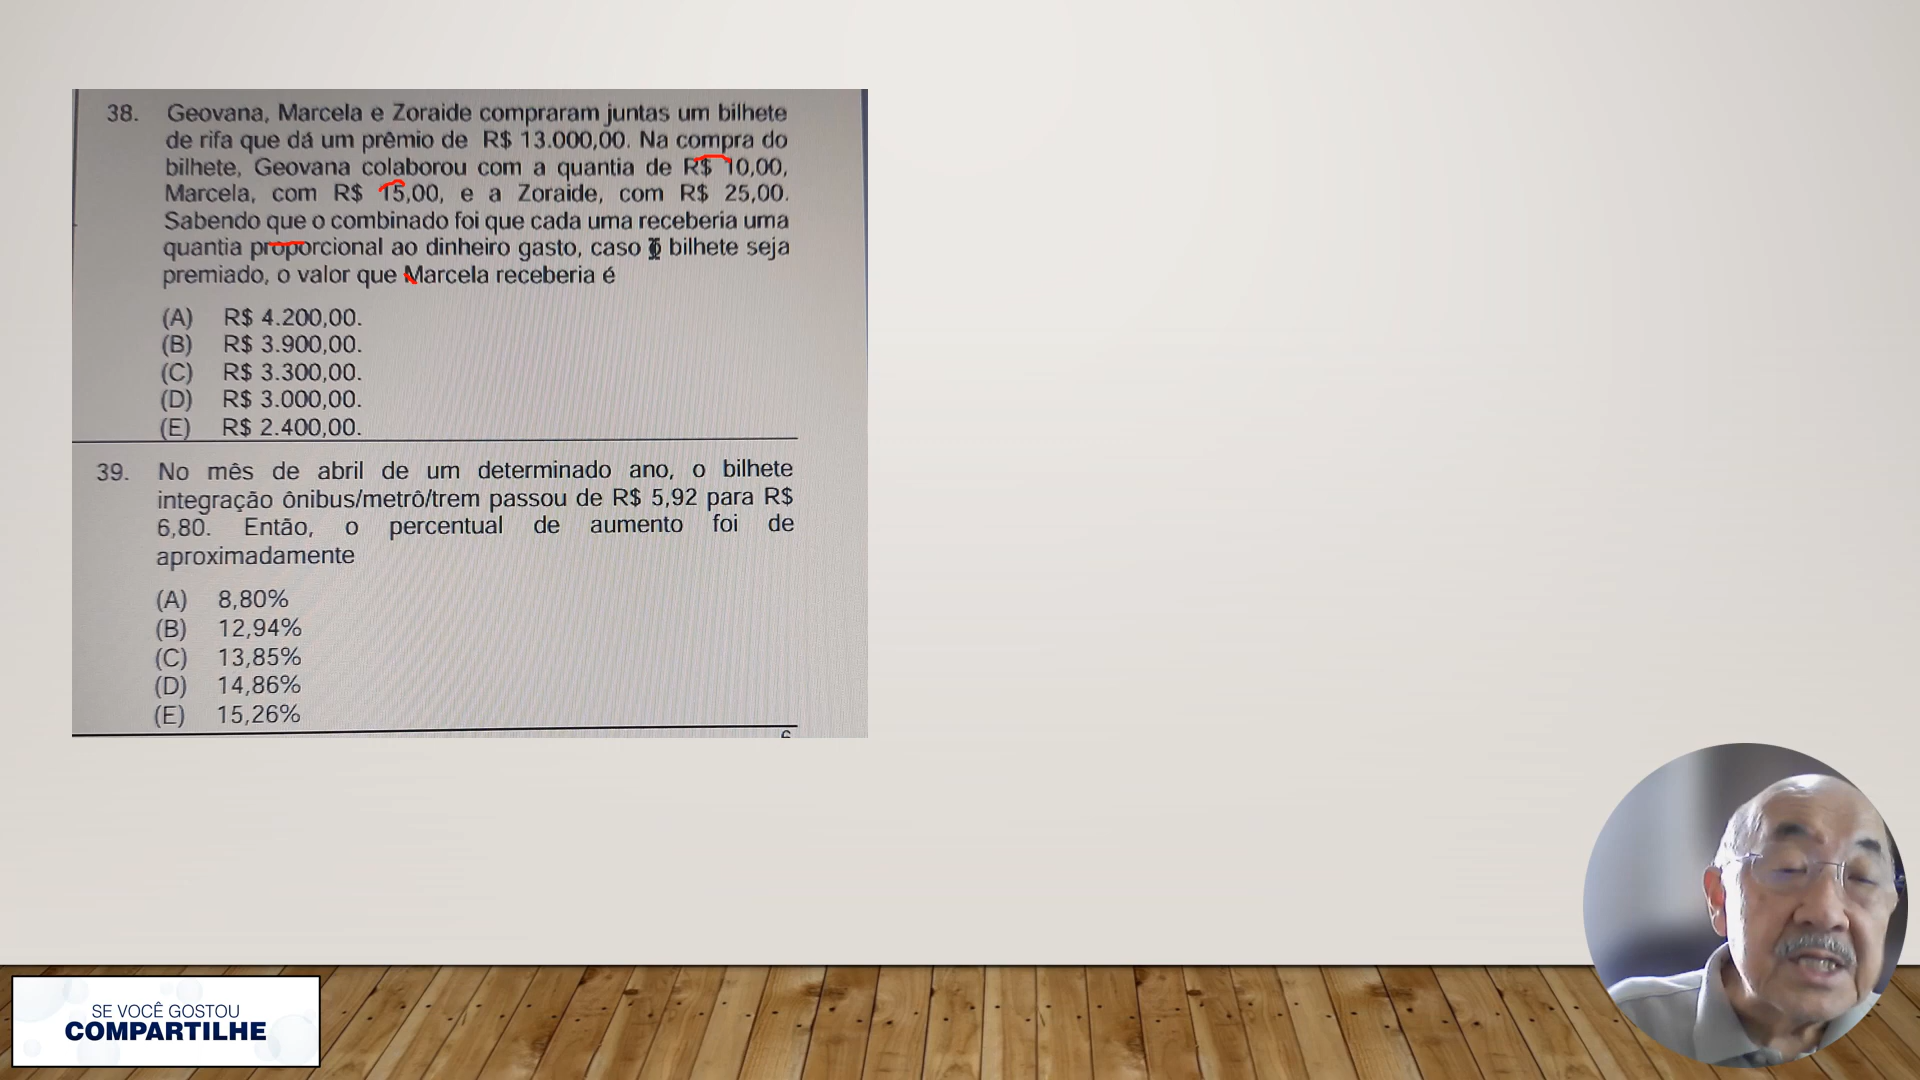 38. Geovana, Marcela e Zoraide compraram juntas um bilhete
de rifa que dá um prêmio de R$ 13.000,00. Na compra do
bilhete, Geovana colaborou com a quantia de R$ 10,00,
Marcela, com R$ 15,00, e a Zoraide, com R$ 25,00.
Sabendo que o combinado foi que cada uma receberia uma
quantia proporcional ao dinheiro gasto, caso o bilhete seja
premiado, o valor que Marcela receberia é
(A) R$ 4.200,00.
(B) R$ 3.900,00.
(C) R$ 3.300,00.
(D) R$ 3.000,00.
(E) R$ 2.400,00.
39. No mês de abril de um determinado ano, o bilhete
integração ônibus/metrô/trem passou de R$ 5,92 para R$
6,80. Então, o percentual de aumento foi de
aproximadamente
(A) 8,80%
(B) 12,94%
(C) 13,85%
(D) 14,86%
(E) 15,26%
SE VOCÊ GOSTOU
COMPARTILHE